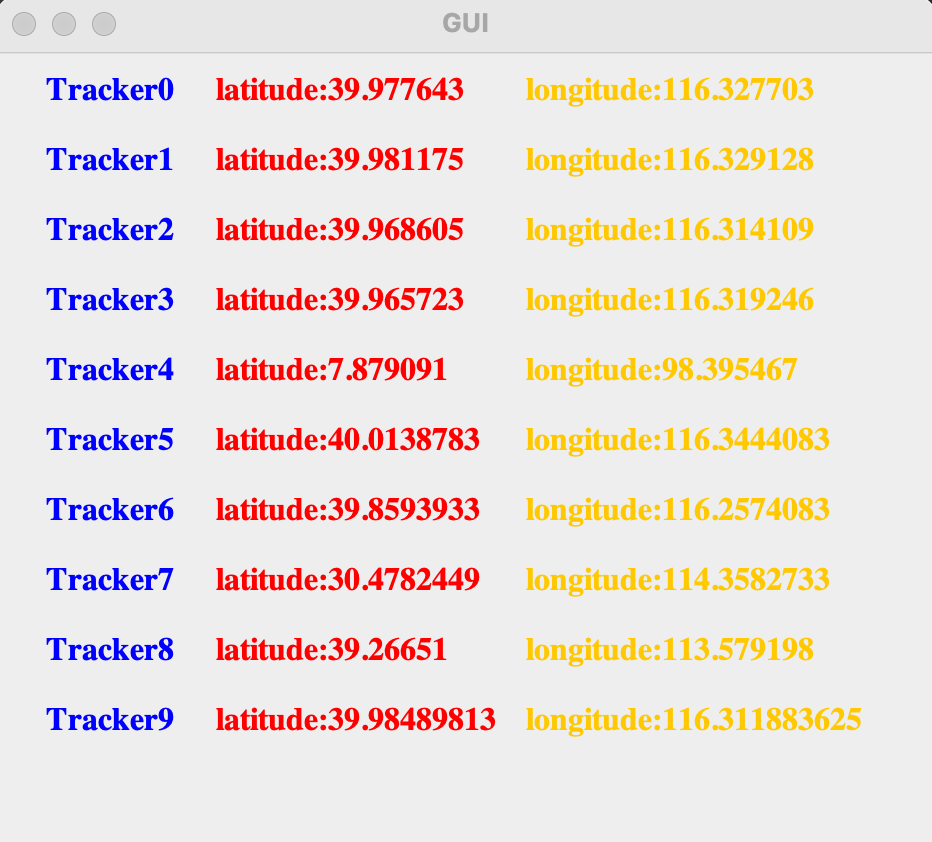 GUI
Tracker0 latitude:39.977643 longitude:116.327703
Tracker1 latitude:39.981175 longitude:116.329128
Tracker2 latitude:39.968605 longitude:116.314109
Tracker3 latitude:39.965723 longitude:116.319246
Tracker4 latitude:7.879091 longitude:98.395467
Tracker5 latitude:40.0138783 longitude:116.3444083
Tracker6 latitude:39.8593933 longitude:116.2574083
Tracker7 latitude:30.4782449 longitude:114.3582733
Tracker8 latitude:39.26651 longitude:113.579198
Tracker9 latitude:39.98489813 longitude:116.311883625